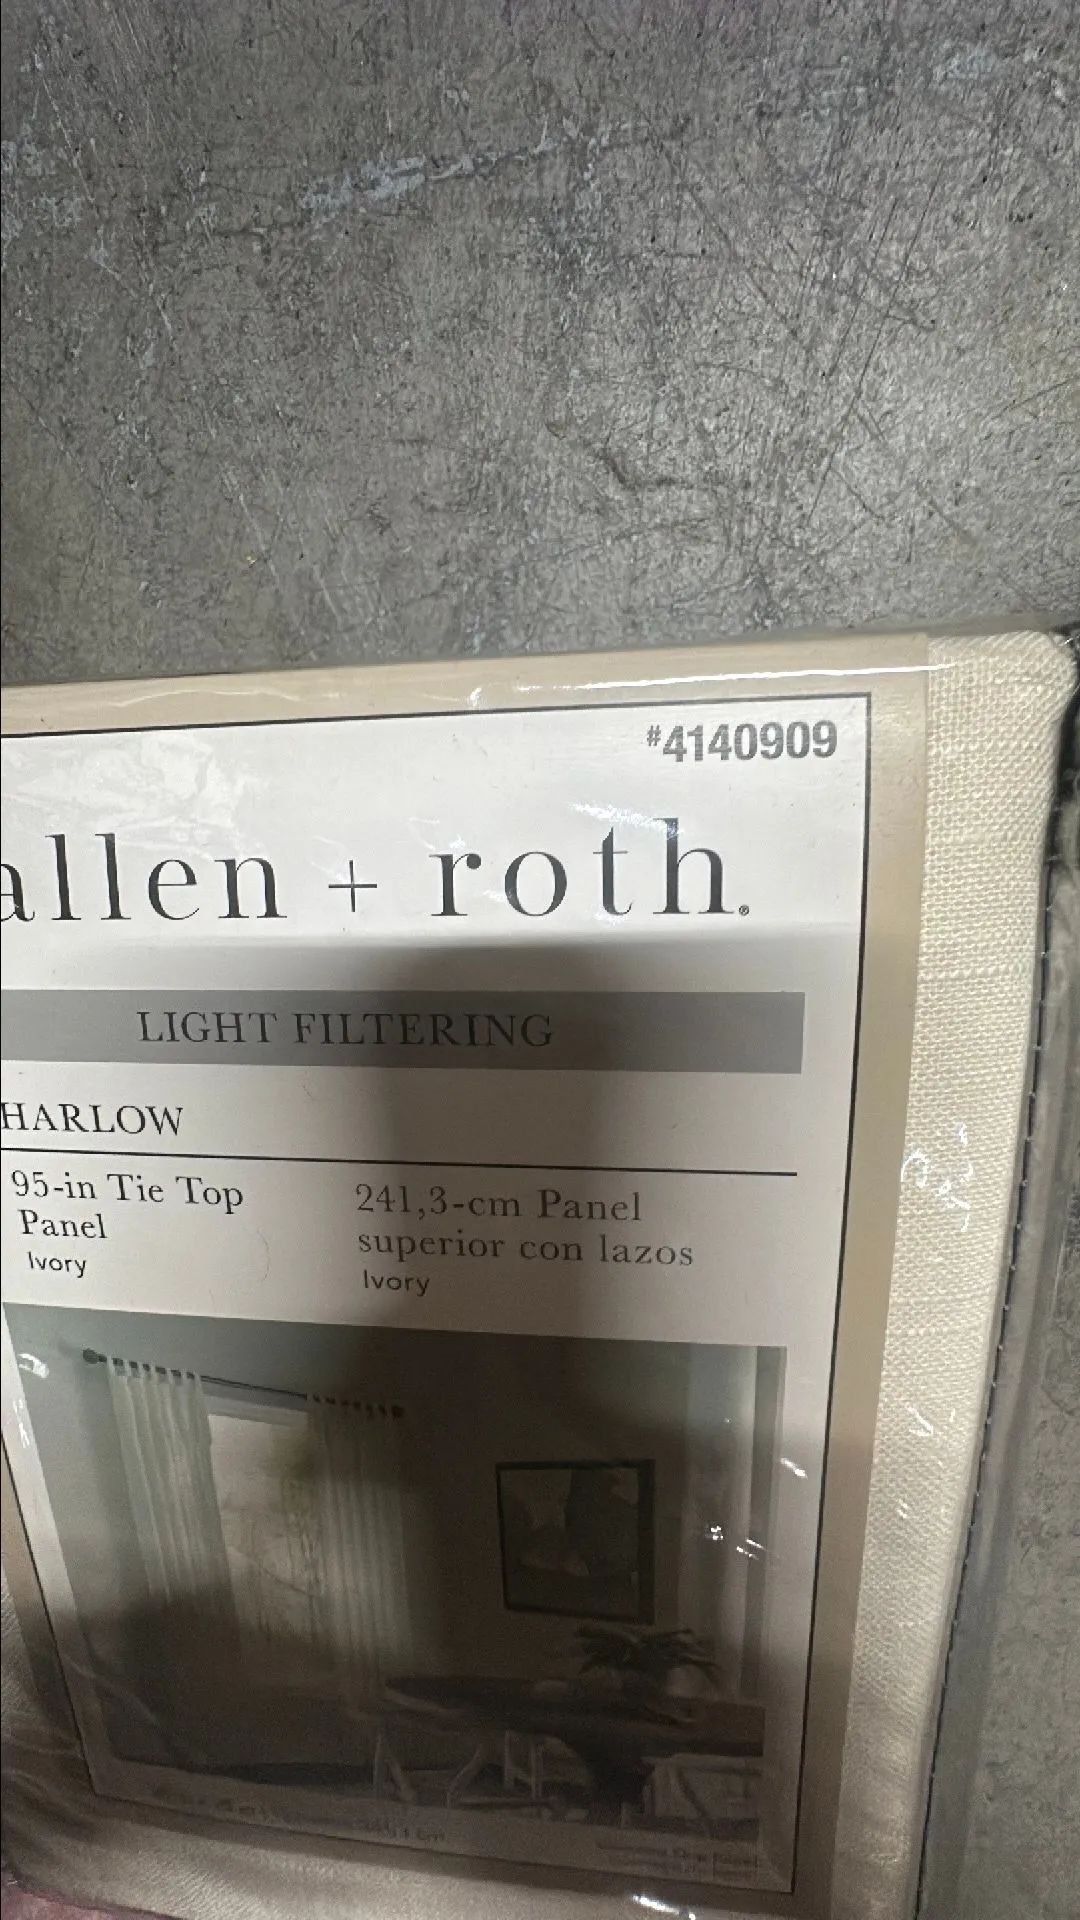 #4140909
allen + roth®
LIGHT FILTERING
HARLOW
95-in Tie Top
Panel
Ivory
241,3-cm Panel
superior con lazos
Ivory